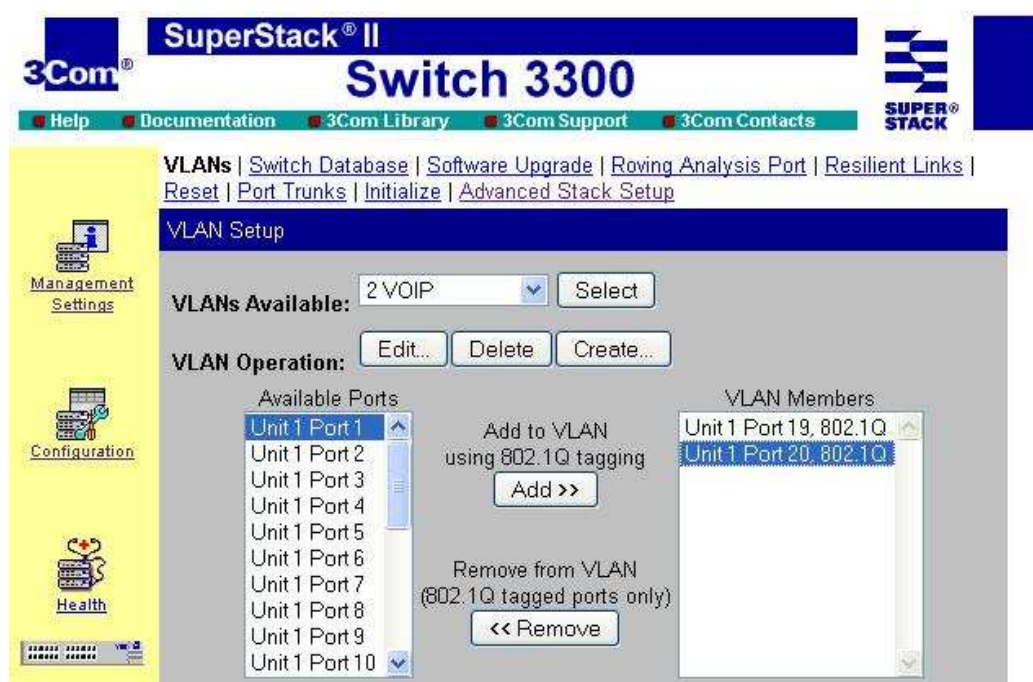 SuperStack® II
3Com®
Switch 3300
SUPER®
STACK
Help Documentation 3Com Library 3Com Support 3Com Contacts
VLANs | Switch Database | Software Upgrade | Roving Analysis Port | Resilient Links |
Reset | Port Trunks | Initialize | Advanced Stack Setup
VLAN Setup
Management
Settings
Configuration
Health
VLANs Available: 2 VOIP Select
VLAN Operation: Edit... Delete Create...
Available Ports
Unit 1 Port 1
Unit 1 Port 2
Unit 1 Port 3
Unit 1 Port 4
Unit 1 Port 5
Unit 1 Port 6
Unit 1 Port 7
Unit 1 Port 8
Unit 1 Port 9
Unit 1 Port 10
Add to VLAN
using 802.1Q tagging
Add >>
Remove from VLAN
(802.1Q tagged ports only)
<< Remove
VLAN Members
Unit 1 Port 19, 802.1Q
Unit 1 Port 20, 802.1Q